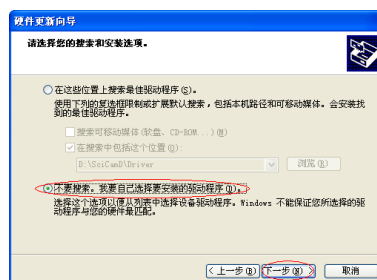 硬件更新向导
请选择您的搜索和安装选项。
在这些位置上搜索最佳驱动程序(S)。
使用下列的复选框限制或扩展默认搜索，包括本机路径和可移动媒体。会安装找
到的最佳驱动程序。
搜索可移动媒体(软盘、CD-ROM...)(M)
在搜索中包括这个位置(O):
D:\SciCamD\Driver
浏览(R)
不要搜索。我要自己选择要安装的驱动程序(D)。
选择这个选项以便从列表中选择设备驱动程序。Windows 不能保证您所选择的驱
动程序与您的硬件最匹配。
<上一步(B) 下一步(N)> 取消